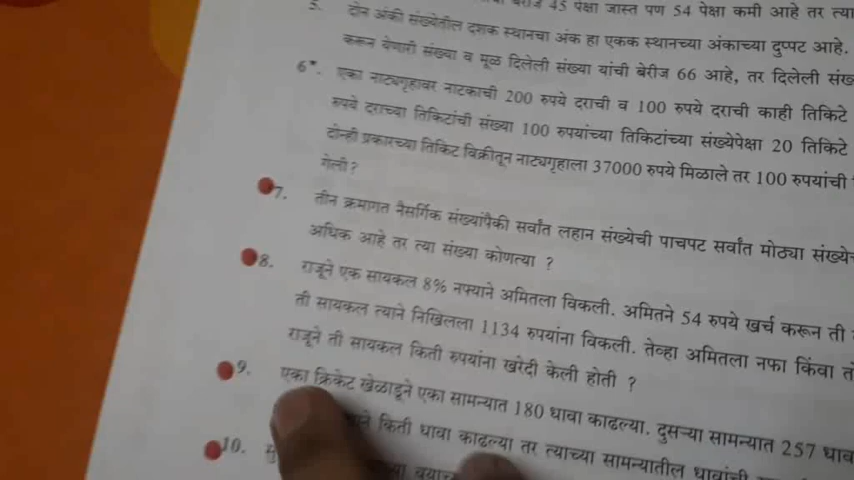 बेरीज 45 पेक्षा जास्त पण 54 पेक्षा कमी आहे तर त्या
5. दोन अंकी संख्येतील दशक स्थानचा अंक हा एकक स्थानच्या अंकाच्या दुप्पट आहे.
करून येणारी संख्या व मूळ दिलेली संख्या यांची बेरीज 66 आहे, तर दिलेली
6*. एका नाट्यगृहावर नाटकाची 200 रुपये दराची व 100 रुपये दराची काही तिकिटे
रुपये दराच्या तिकिटांची संख्या 100 रुपयांच्या तिकिटांच्या संख्येपेक्षा 20 तिकिटे
दोन्ही प्रकारच्या तिकिट विक्रीतून नाट्यगृहाला 37000 रुपये मिळाले तर 100 रुपयांची
गेली?
7. तीन क्रमागत नैसर्गिक संख्यांपैकी सर्वांत लहान संख्येची पाचपट सर्वांत मोठ्या
अधिक आहे तर त्या संख्या कोणत्या ?
8. राजूने एक सायकल 8% नफ्याने अमितला विकली. अमितने 54 रुपये खर्च करून ती
ती सायकल त्याने निखिलला 1134 रुपयांना विकली. तेव्हा अमितला नफा किंवा
राजूने ती सायकल किती रुपयांना खरेदी केली होती ?
9. एका क्रिकेट खेळाडूने एका सामन्यात 180 धावा काढल्या. दुसऱ्या सामन्यात 257
किती धावा काढल्या तर त्याच्या सामन्यातील धावांची
10.